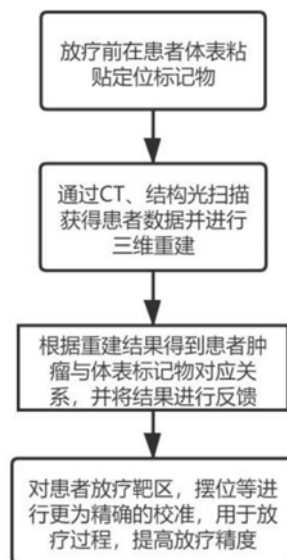 放疗前在患者体表粘
贴定位标记物
通过CT、结构光扫描
获得患者数据并进行
三维重建
根据重建结果得到患者肿
瘤与体表标记物对应关
系，并将结果进行反馈
对患者放疗靶区，摆位等进
行更为精确的校准，用于放
疗过程，提高放疗精度